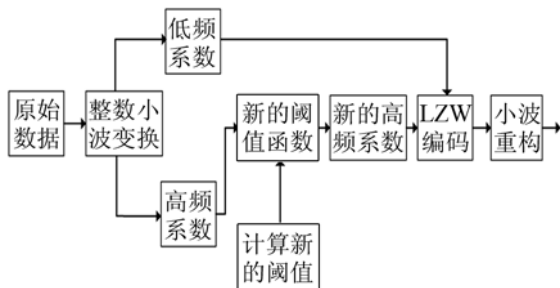 低频
系数
原始
数据
整数小
波变换
新的阈
值函数
新的高
频系数
LZW
编码
小波
重构
高频
系数
计算新
的阈值